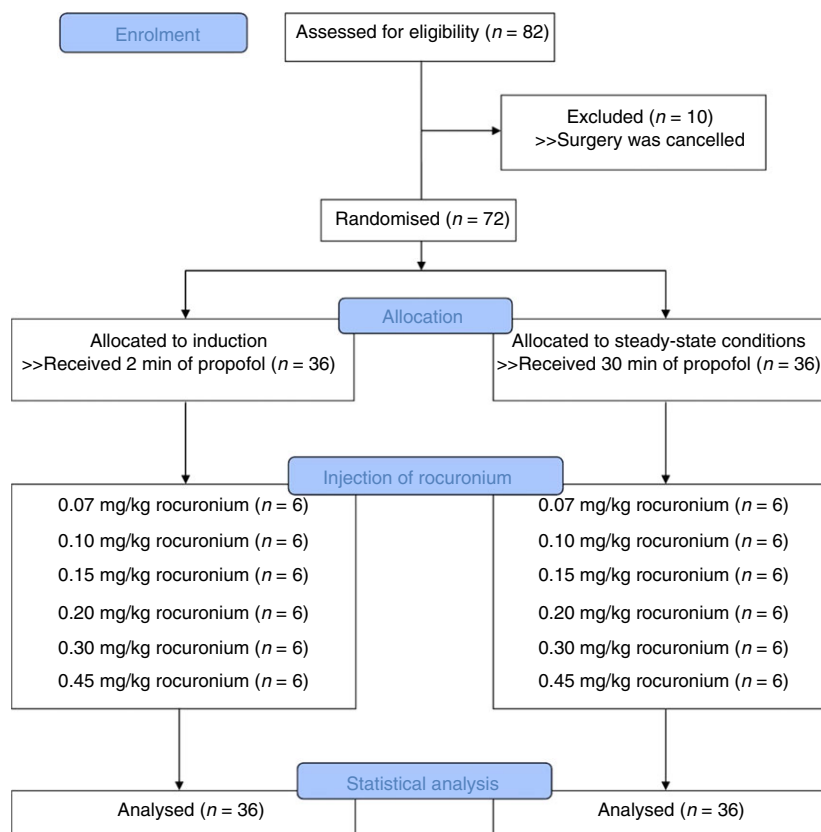 Enrolment
Assessed for eligibility (n = 82)
Excluded (n = 10)
>>Surgery was cancelled
Randomised (n = 72)
Allocation
Allocated to induction
>>Received 2 min of propofol (n = 36)
Allocated to steady-state conditions
>>Received 30 min of propofol (n = 36)
Injection of rocuronium
0.07 mg/kg rocuronium (n = 6)
0.10 mg/kg rocuronium (n = 6)
0.15 mg/kg rocuronium (n = 6)
0.20 mg/kg rocuronium (n = 6)
0.30 mg/kg rocuronium (n = 6)
0.45 mg/kg rocuronium (n = 6)
0.07 mg/kg rocuronium (n = 6)
0.10 mg/kg rocuronium (n = 6)
0.15 mg/kg rocuronium (n = 6)
0.20 mg/kg rocuronium (n = 6)
0.30 mg/kg rocuronium (n = 6)
0.45 mg/kg rocuronium (n = 6)
Statistical analysis
Analysed (n = 36)
Analysed (n = 36)